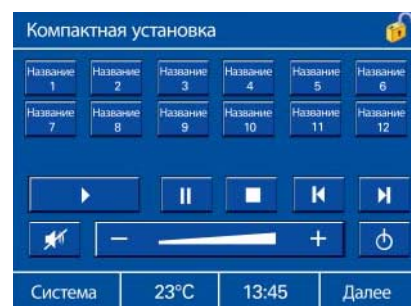 Компактная установка
Название Название Название Название Название Название
1 2 3 4 5 6
Название Название Название Название Название Название
7 8 9 10 11 12
− +
Система 23°C 13:45 Далее